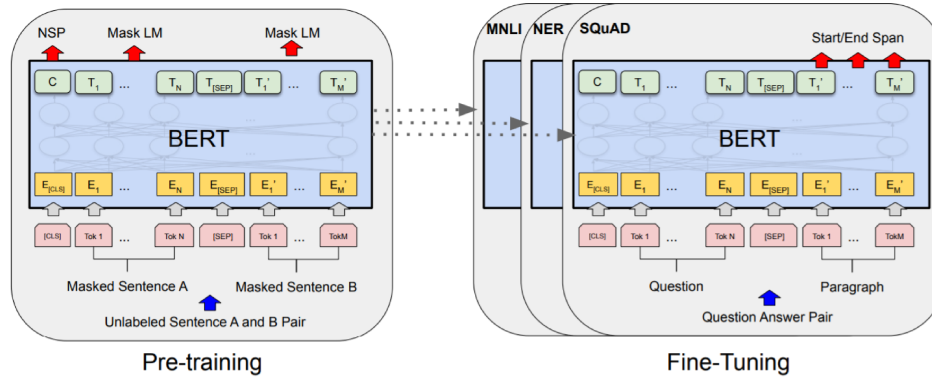 NSP Mask LM Mask LM
C T1 ... TN T[SEP] T1' ... TM'
BERT
E[CLS] E1 ... EN E[SEP] E1' ... EM'
[CLS] Tok 1 ... Tok N [SEP] Tok 1 ... TokM
Masked Sentence A Masked Sentence B
Unlabeled Sentence A and B Pair
Pre-training
MNLI NER SQuAD
Start/End Span
C T1 ... TN T[SEP] T1' ... TM'
BERT
E[CLS] E1 ... EN E[SEP] E1' ... EM'
[CLS] Tok 1 ... Tok N [SEP] Tok 1 ... TokM
Question Paragraph
Question Answer Pair
Fine-Tuning